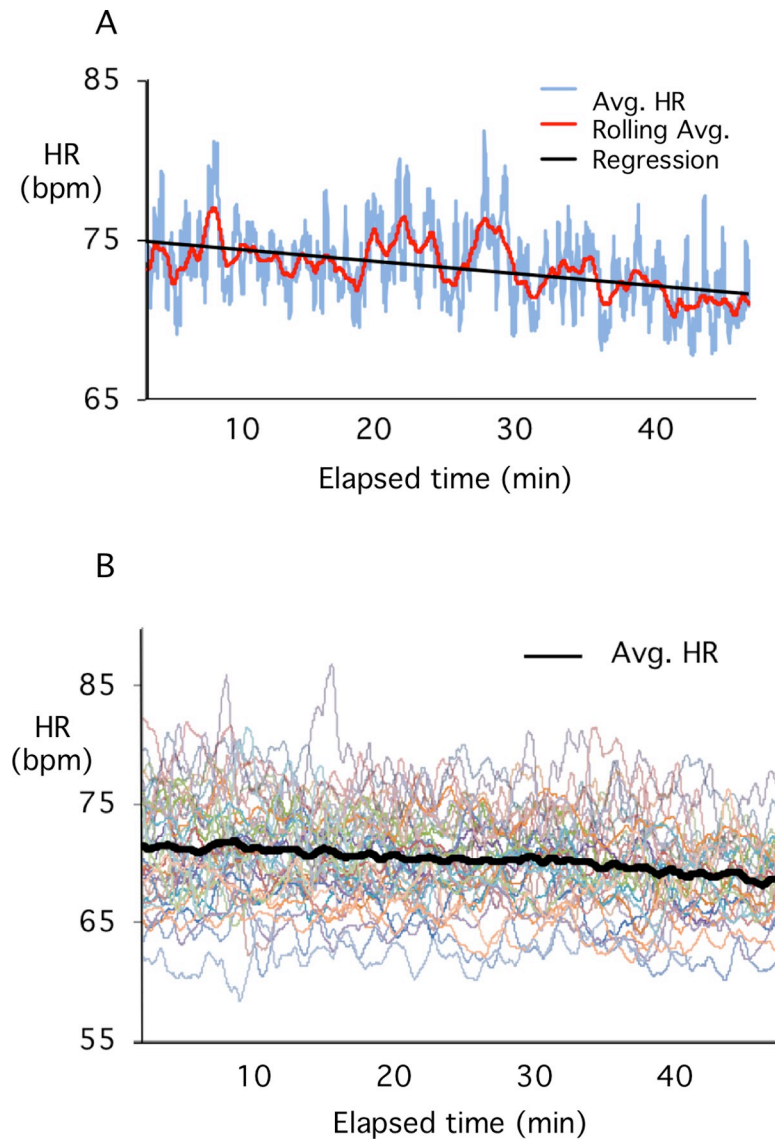 A
85
HR
(bpm)
75
65
Avg. HR
Rolling Avg.
Regression
10 20 30 40
Elapsed time (min)
B
Avg. HR
85
HR
(bpm)
75
65
55
10 20 30 40
Elapsed time (min)